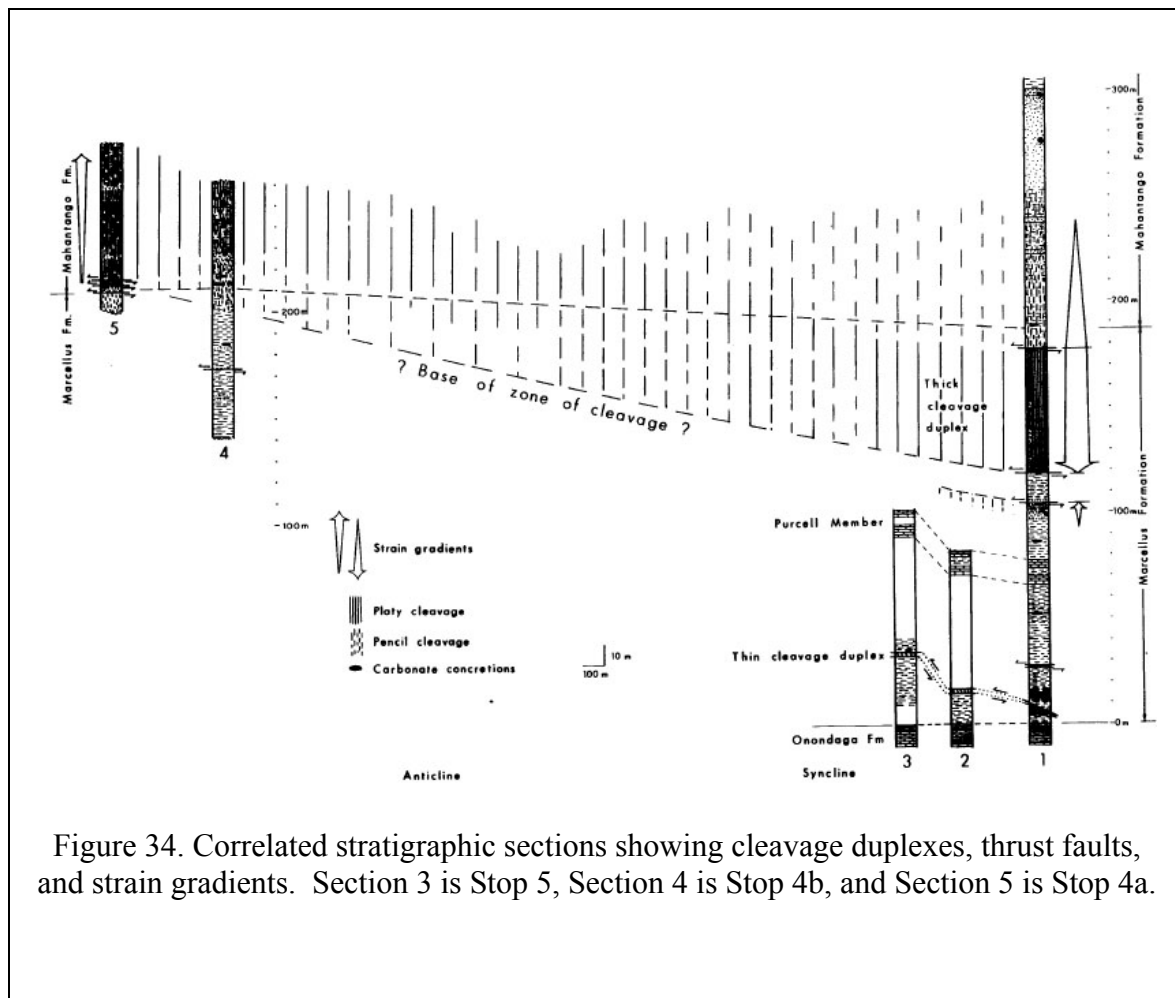 -300m
Mahantango Formation
Mahantango Fm.
Marcellus Fm.
5
4
-200m
-200m
? Base of zone of cleavage ?
Thick
cleavage
duplex
-100m
-100m
Marcellus Formation
Strain gradients
Platy cleavage
Pencil cleavage
Carbonate concretions
10 m
100m
Purcell Member
Thin cleavage duplex
-0m
Onondaga Fm
3
2
1
Anticline
Syncline
Figure 34. Correlated stratigraphic sections showing cleavage duplexes, thrust faults,
and strain gradients. Section 3 is Stop 5, Section 4 is Stop 4b, and Section 5 is Stop 4a.